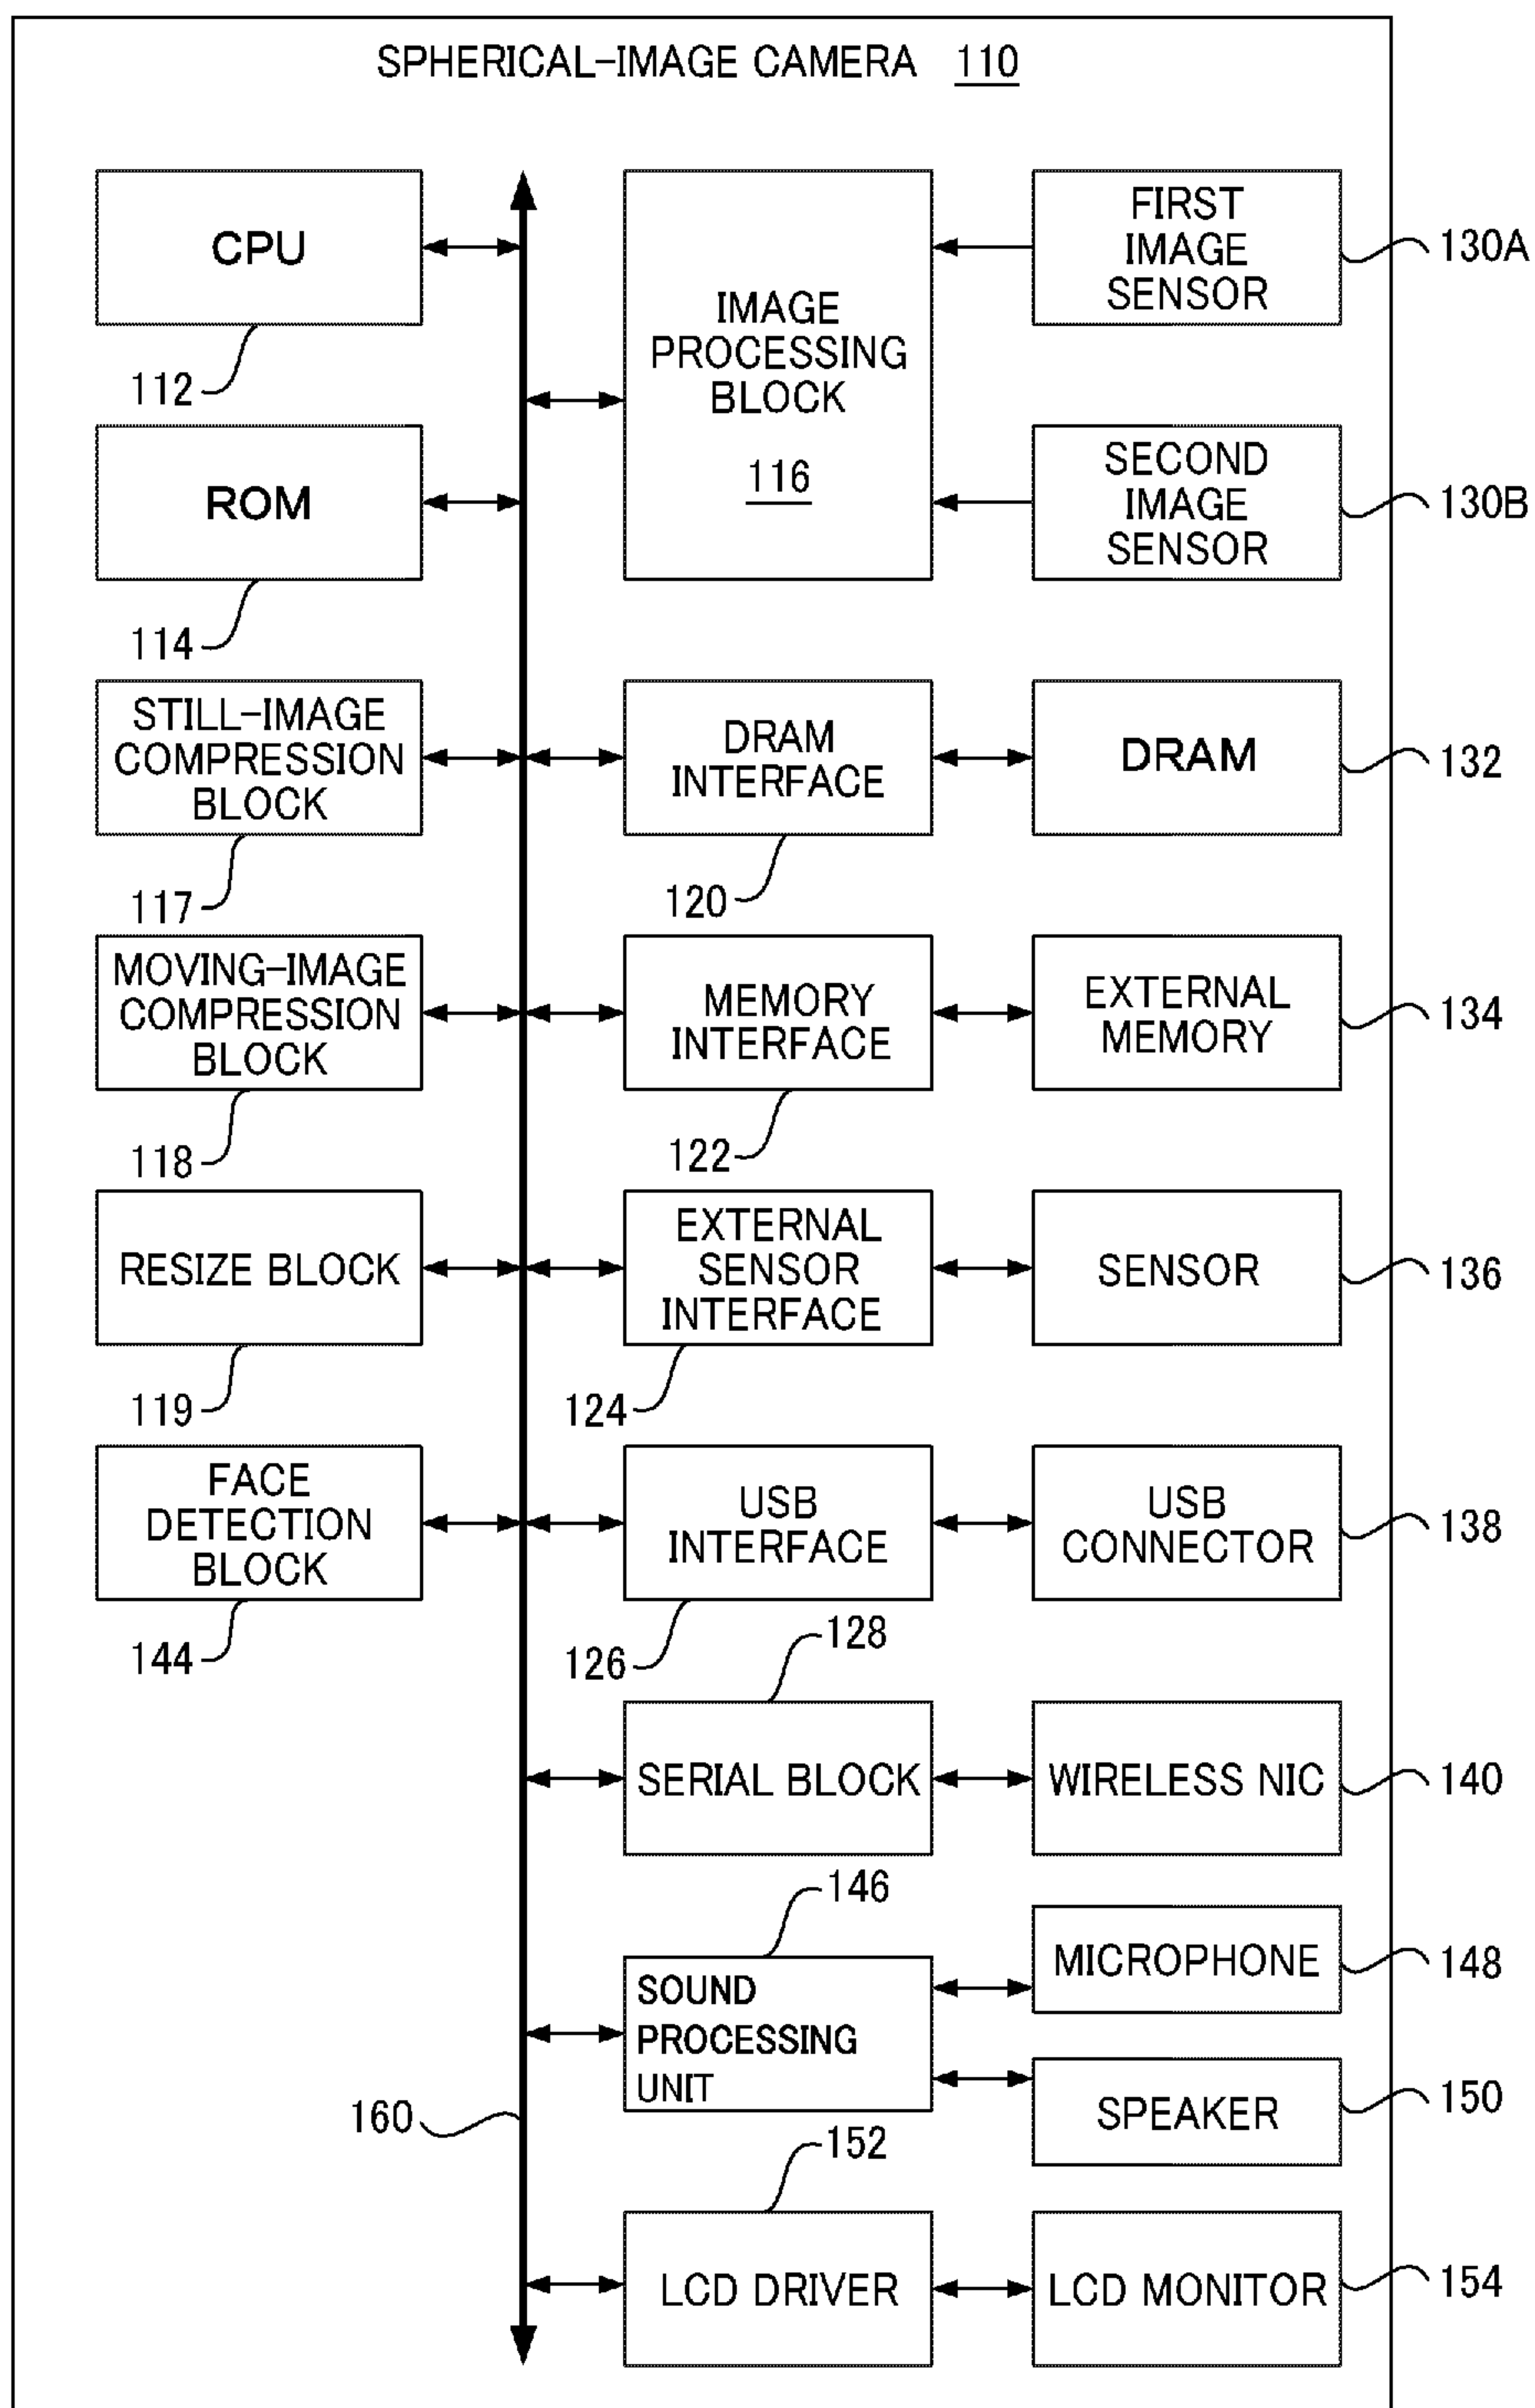 SPHERICAL-IMAGE CAMERA 110
CPU
112
ROM
114
STILL-IMAGE
COMPRESSION
BLOCK
117
MOVING-IMAGE
COMPRESSION
BLOCK
118
RESIZE BLOCK
119
FACE
DETECTION
BLOCK
144
160
IMAGE
PROCESSING
BLOCK
116
DRAM
INTERFACE
120
MEMORY
INTERFACE
122
EXTERNAL
SENSOR
INTERFACE
124
USB
INTERFACE
126
128
SERIAL BLOCK
146
SOUND
PROCESSING
UNIT
152
LCD DRIVER
FIRST
IMAGE
SENSOR
130A
SECOND
IMAGE
SENSOR
130B
DRAM
132
EXTERNAL
MEMORY
134
SENSOR
136
USB
CONNECTOR
138
WIRELESS NIC
140
MICROPHONE
148
SPEAKER
150
LCD MONITOR
154